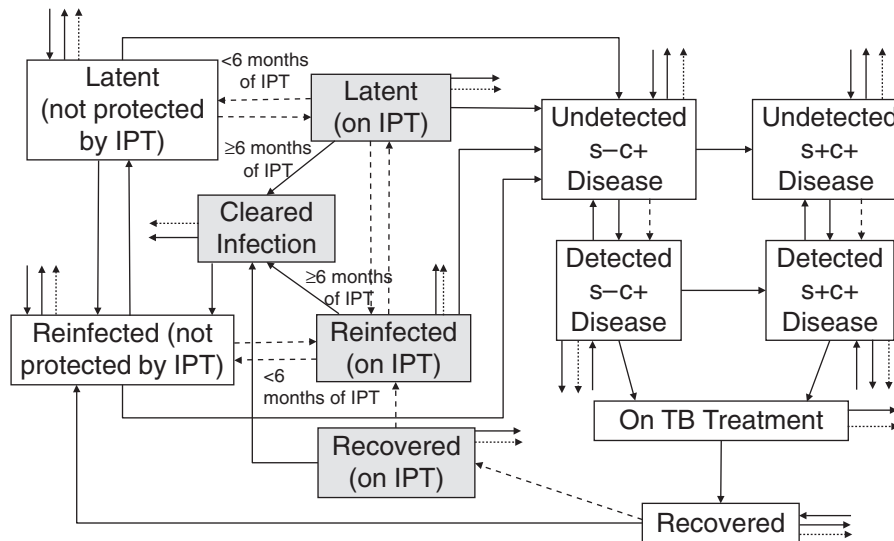 Latent
(not protected
by IPT)
<6 months
of IPT
Latent
(on IPT)
≥6 months
of IPT
Cleared
Infection
Undetected
s−c+
Disease
Undetected
s+c+
Disease
Detected
s−c+
Disease
Detected
s+c+
Disease
≥6 months
of IPT
Reinfected (not
protected by IPT)
Reinfected
(on IPT)
<6
months of IPT
Recovered
(on IPT)
On TB Treatment
Recovered